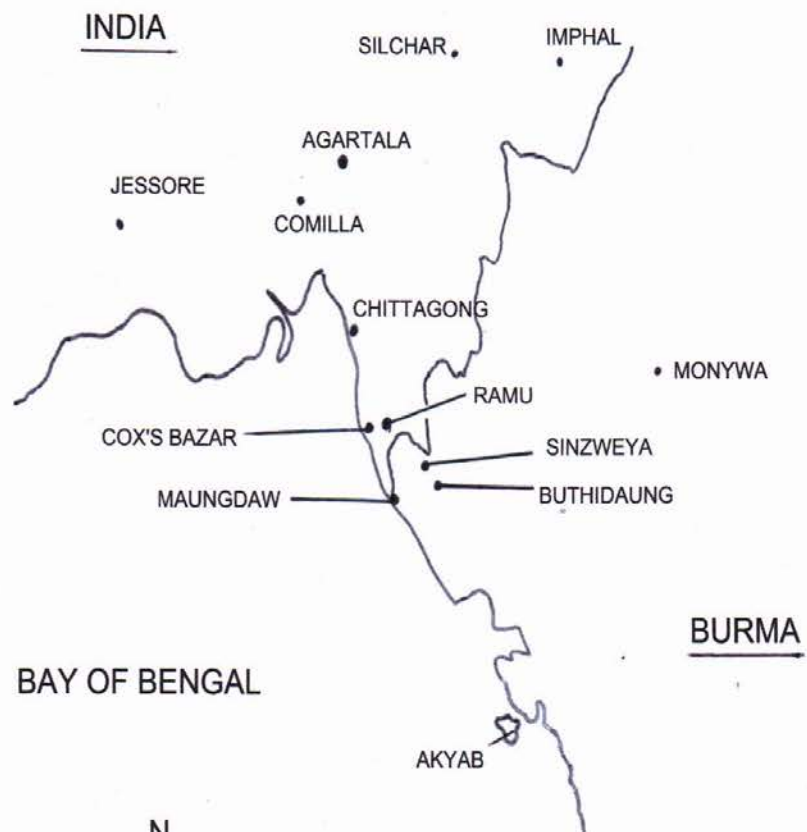 INDIA
SILCHAR
IMPHAL
AGARTALA
JESSORE
COMILLA
CHITTAGONG
MONYWA
RAMU
COX'S BAZAR
SINZWEYA
MAUNGDAW
BUTHIDAUNG
BURMA
BAY OF BENGAL
AKYAB
N